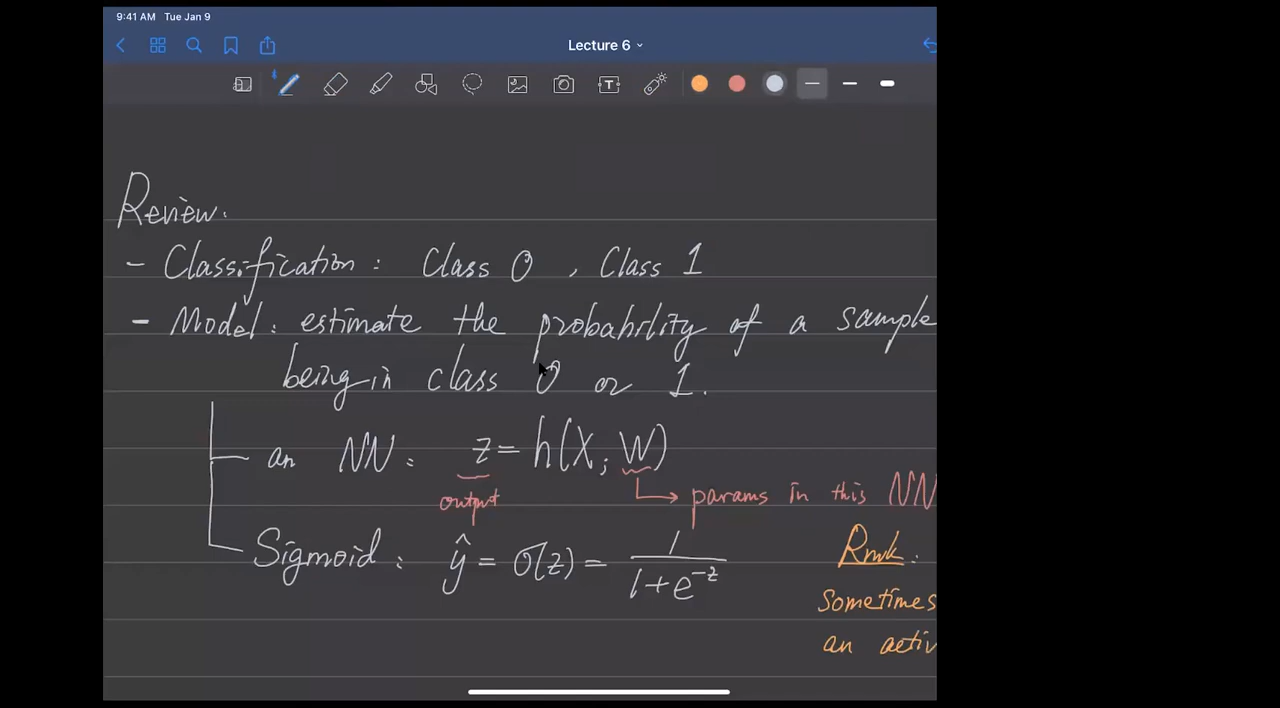 9:41 AM Tue Jan 9
Lecture 6
T
Review.
- Classification : Class 0 , Class 1
- Model : estimate the probability of a sample
being in class 0 or 1.
an NN : z = h(X; W)
output
params in this NN
Sigmoid : ŷ = σ(z) = 1 / (1 + e^{-z})
Rmk :
Sometimes
an activ